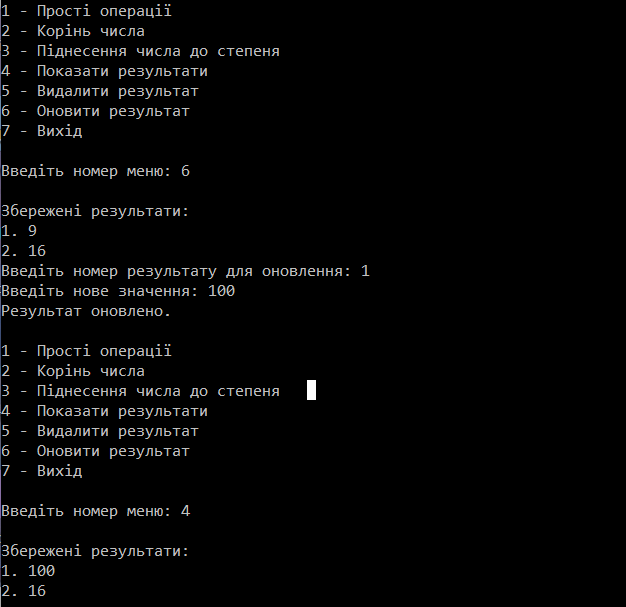 1 - Прості операції
2 - Корінь числа
3 - Піднесення числа до степеня
4 - Показати результати
5 - Видалити результат
6 - Оновити результат
7 - Вихід
Введіть номер меню: 6
Збережені результати:
1. 9
2. 16
Введіть номер результату для оновлення: 1
Введіть нове значення: 100
Результат оновлено.
1 - Прості операції
2 - Корінь числа
3 - Піднесення числа до степеня
4 - Показати результати
5 - Видалити результат
6 - Оновити результат
7 - Вихід
Введіть номер меню: 4
Збережені результати:
1. 100
2. 16